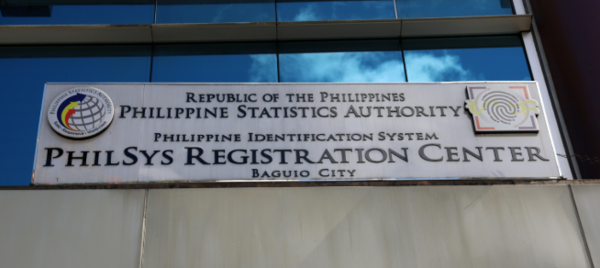 REPUBLIC OF THE PHILIPPINES
PHILIPPINE STATISTICS AUTHORITY
PHILIPPINE IDENTIFICATION SYSTEM
PHILSYS REGISTRATION CENTER
BAGUIO CITY